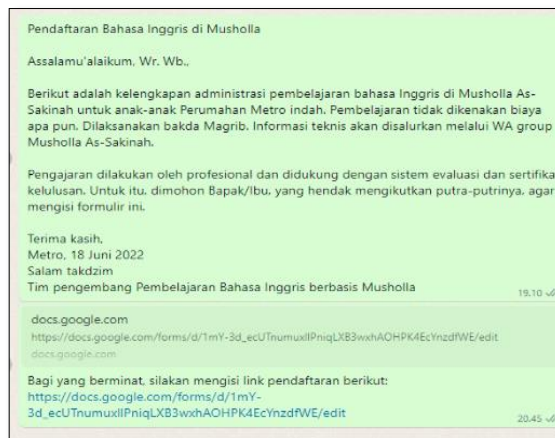 Pendaftaran Bahasa Inggris di Musholla
Assalamu'alaikum, Wr. Wb.,
Berikut adalah kelengkapan administrasi pembelajaran bahasa Inggris di Musholla As-
Sakinah untuk anak-anak Perumahan Metro indah. Pembelajaran tidak dikenakan biaya
apa pun. Dilaksanakan bakda Magrib. Informasi teknis akan disalurkan melalui WA group
Musholla As-Sakinah.
Pengajaran dilakukan oleh profesional dan didukung dengan sistem evaluasi dan sertifika
kelulusan. Untuk itu, dimohon Bapak/Ibu, yang hendak mengikutkan putra-putrinya, agar
mengisi formulir ini.
Terima kasih,
Metro, 18 Juni 2022
Salam takdzim
Tim pengembang Pembelajaran Bahasa Inggris berbasis Musholla
19.10
docs.google.com
https://docs.google.com/forms/d/1mY-3d_ecUTnumuxllPniqLXB3wxhAOHPK4EcYnzdfWE/edit
docs.google.com
Bagi yang berminat, silakan mengisi link pendaftaran berikut:
https://docs.google.com/forms/d/1mY-
3d_ecUTnumuxllPniqLXB3wxhAOHPK4EcYnzdfWE/edit
20.45